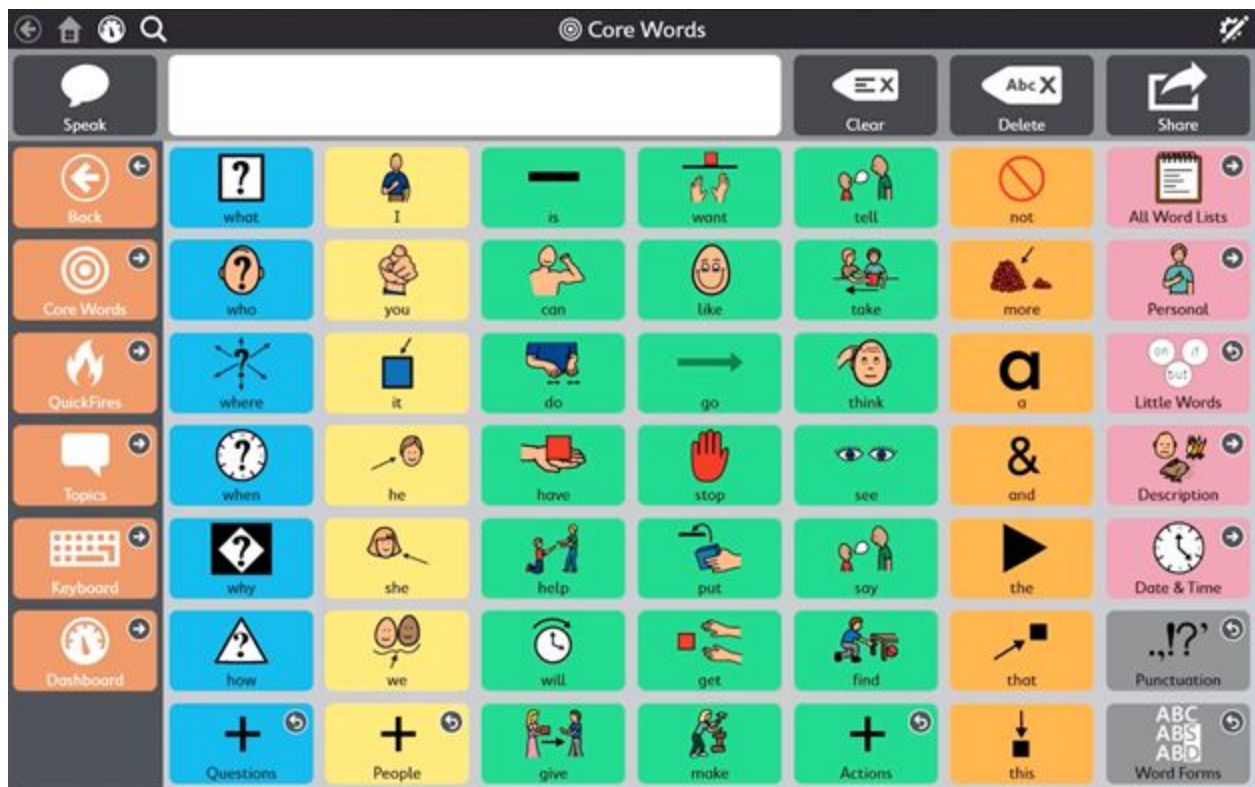 Core Words
Speak
Clear
Abc X
Delete
Share
Back
what
I
is
want
tell
not
All Word Lists
Core Words
who
you
can
like
take
more
Personal
QuickFires
where
it
do
go
think
a
a
on if
but
Little Words
Topics
when
he
have
stop
see
&
and
Description
Keyboard
why
she
help
put
say
the
Date & Time
Dashboard
how
we
will
get
find
that
.,!?’
Punctuation
Questions
People
give
make
Actions
this
ABC
ABS
ABD
Word Forms